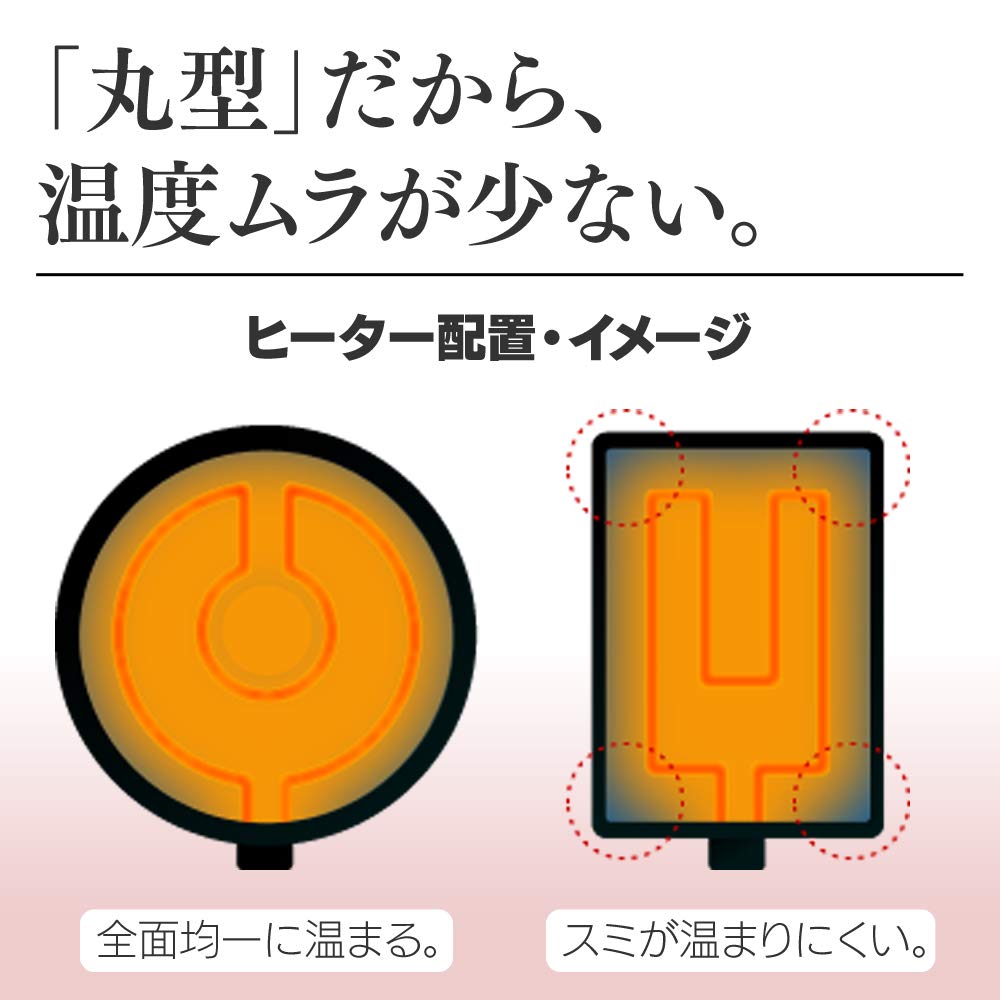 「丸型」だから、
温度ムラが少ない。
ヒーター配置・イメージ
全面均一に温まる。
スミが温まりにくい。